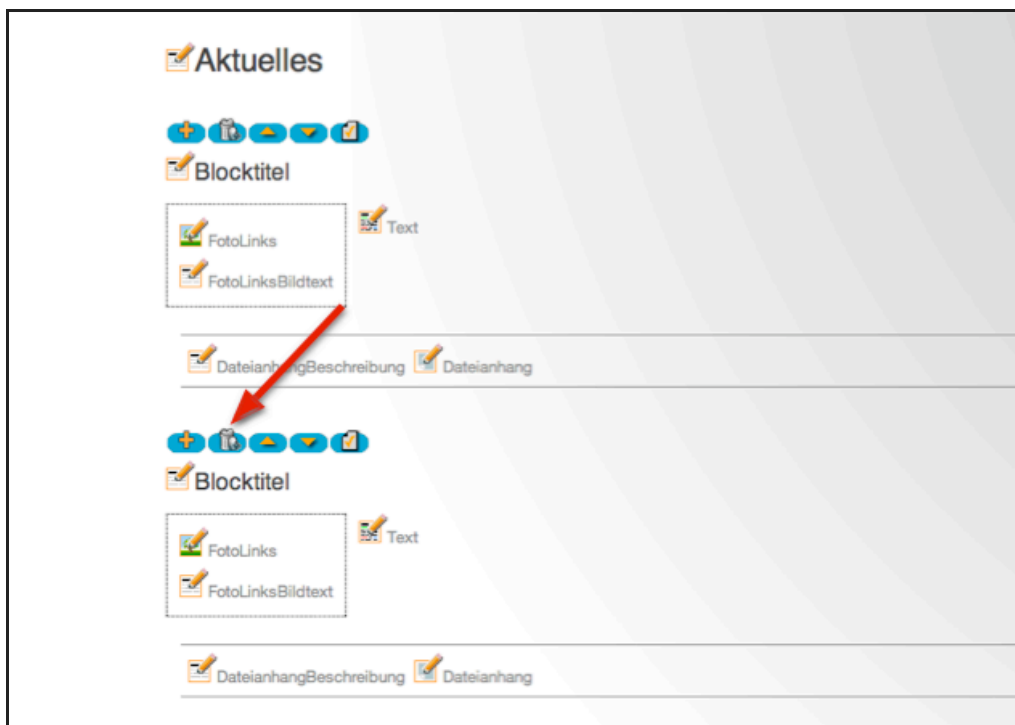 Aktuelles
Blocktitel
FotoLinks
Text
FotoLinksBildtext
DateianhangBeschreibung Dateianhang
Blocktitel
FotoLinks
Text
FotoLinksBildtext
DateianhangBeschreibung Dateianhang